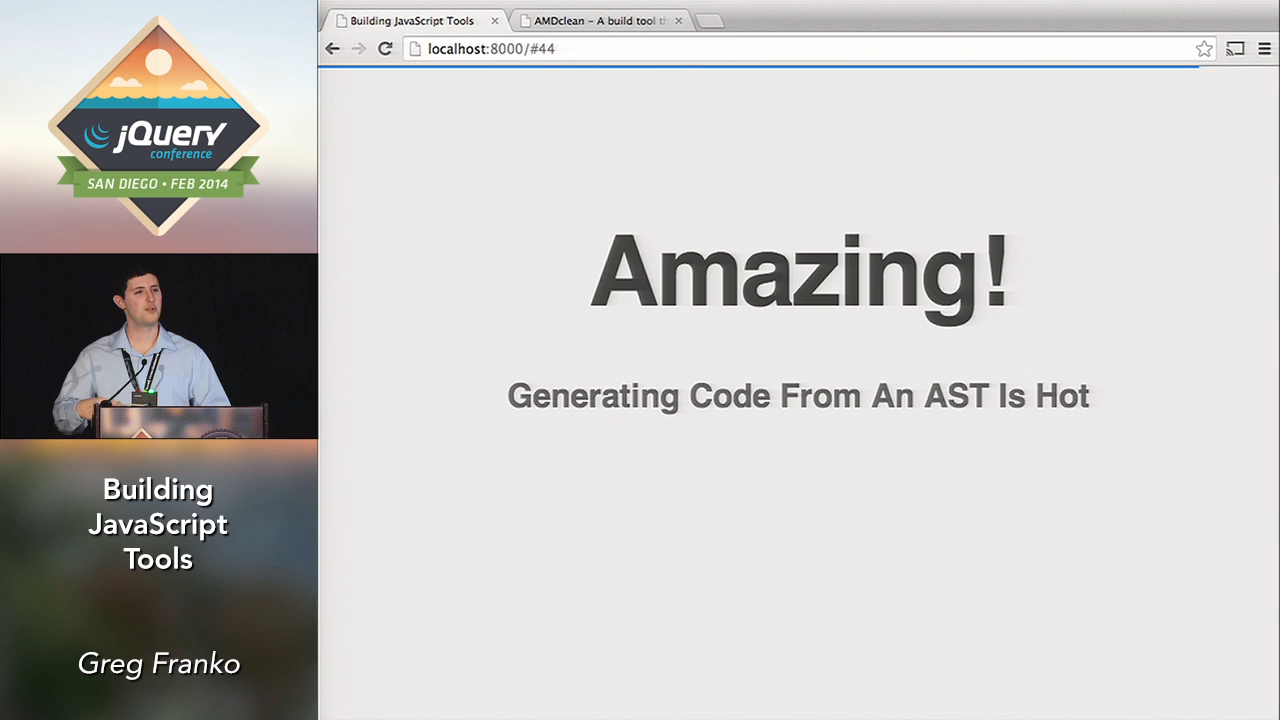 jQuery
conference
SAN DIEGO • FEB 2014
Building
JavaScript
Tools
Greg Franko
Building JavaScript Tools
AMDclean – A build tool th
localhost:8000/#44
Amazing!
Generating Code From An AST Is Hot